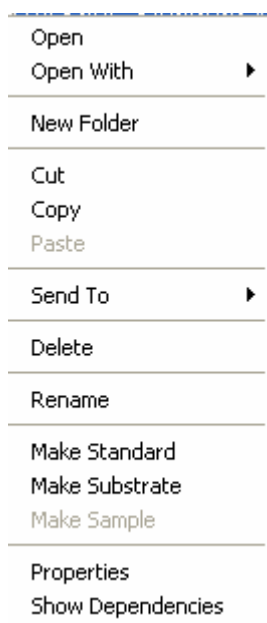 Open
Open With
New Folder
Cut
Copy
Paste
Send To
Delete
Rename
Make Standard
Make Substrate
Make Sample
Properties
Show Dependencies